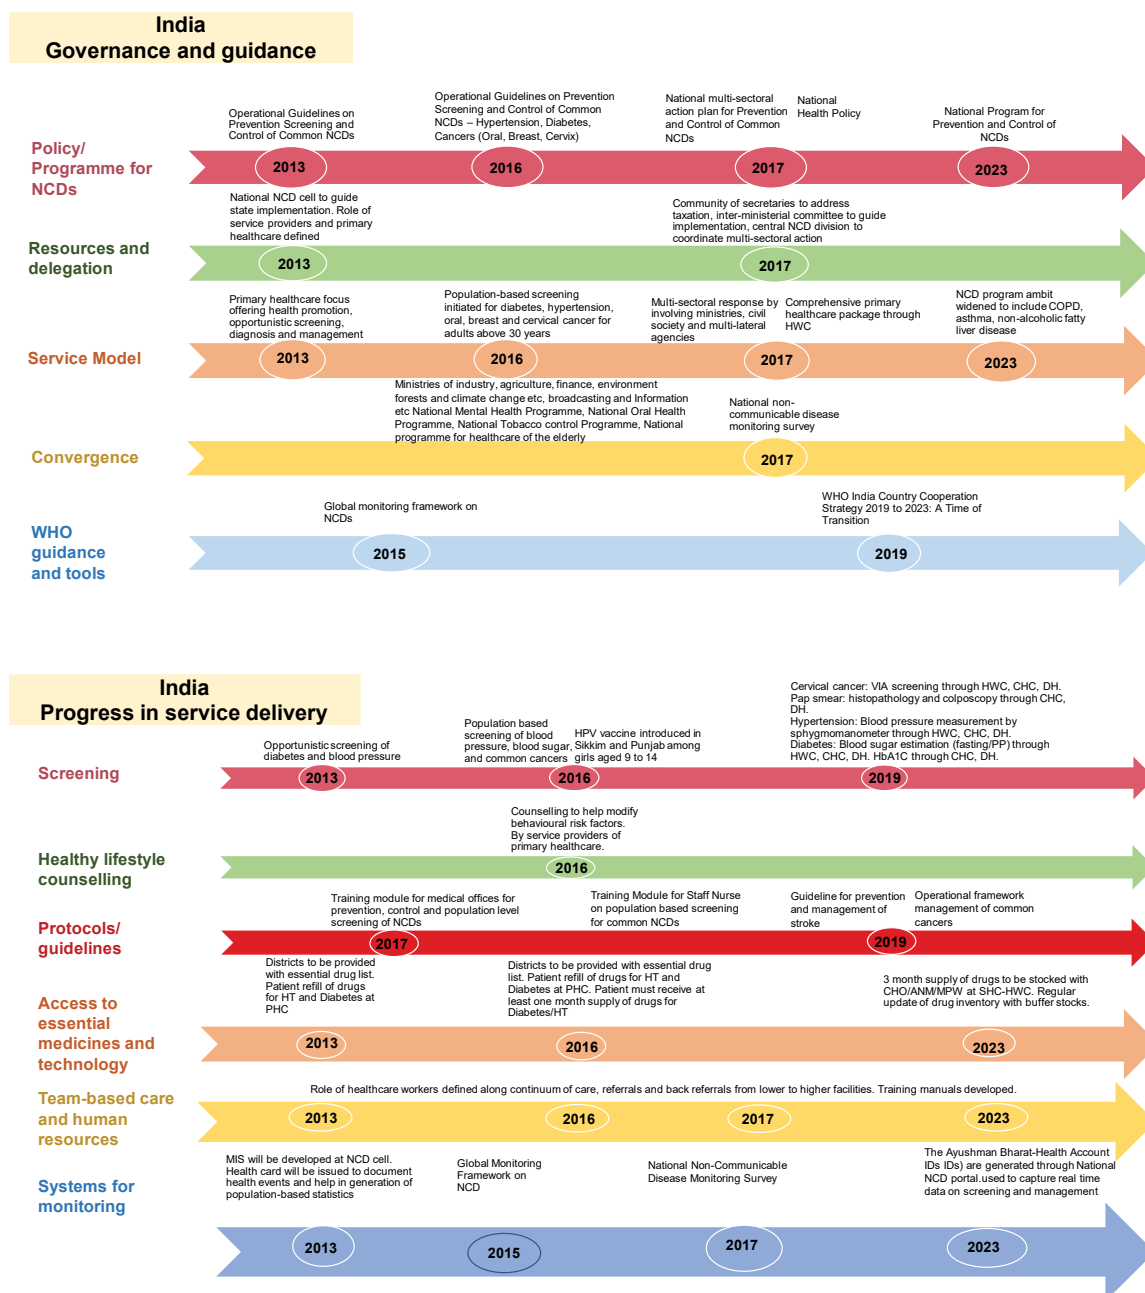 India
Governance and guidance
Operational Guidelines on
Prevention Screening and
Control of Common NCDs
Operational Guidelines on Prevention
Screening and Control of Common
NCDs – Hypertension, Diabetes,
Cancers (Oral, Breast, Cervix)
National multi-sectoral
action plan for Prevention
and Control of Common
NCDs
National
Health Policy
National Program for
Prevention and Control of
NCDs
Policy/
Programme for
NCDs
2013
2016
2017
2023
National NCD cell to guide
state implementation. Role of
service providers and primary
healthcare defined
Community of secretaries to address
taxation, inter-ministerial committee to guide
implementation, central NCD division to
coordinate multi-sectoral action
Resources and
delegation
2013
2017
Primary healthcare focus
offering health promotion,
opportunistic screening,
diagnosis and management
Population-based screening
initiated for diabetes, hypertension,
oral, breast and cervical cancer for
adults above 30 years
Multi-sectoral response by
involving ministries, civil
society and multi-lateral
agencies
Comprehensive primary
healthcare package through
HWC
NCD program ambit
widened to include COPD,
asthma, non-alcoholic fatty
liver disease
Service Model
2013
2016
2017
2023
Ministries of industry, agriculture, finance, environment
forests and climate change etc, broadcasting and Information
etc National Mental Health Programme, National Oral Health
Programme, National Tobacco control Programme, National
programme for healthcare of the elderly
National non-
communicable disease
monitoring survey
Convergence
2017
Global monitoring framework on
NCDs
WHO India Country Cooperation
Strategy 2019 to 2023: A Time of
Transition
WHO
guidance
and tools
2015
2019
India
Progress in service delivery
Opportunistic screening of
diabetes and blood pressure
Population based
screening of blood
pressure, blood sugar,
and common cancers
HPV vaccine introduced in
Sikkim and Punjab among
girls aged 9 to 14
Cervical cancer: VIA screening through HWC, CHC, DH.
Pap smear: histopathology and colposcopy through CHC,
DH.
Hypertension: Blood pressure measurement by
sphygmomanometer through HWC, CHC, DH.
Diabetes: Blood sugar estimation (fasting/PP) through
HWC, CHC, DH. HbA1C through CHC, DH.
Screening
2013
2016
2019
Counselling to help modify
behavioural risk factors.
By service providers of
primary healthcare.
Healthy lifestyle
counselling
2016
Training module for medical offices for
prevention, control and population level
screening of NCDs
Training Module for Staff Nurse
on population based screening
for common NCDs
Guideline for prevention
and management of
stroke
Operational framework
management of common
cancers
Protocols/
guidelines
2017
2019
Districts to be provided
with essential drug list.
Patient refill of drugs
for HT and Diabetes at
PHC
Districts to be provided with essential drug
list. Patient refill of drugs for HT and
Diabetes at PHC. Patient must receive at
least one month supply of drugs for
Diabetes/HT
3 month supply of drugs to be stocked with
CHO/ANM/MPW at SHC-HWC. Regular
update of drug inventory with buffer stocks.
Access to
essential
medicines and
technology
2013
2016
2023
Role of healthcare workers defined along continuum of care, referrals and back referrals from lower to higher facilities. Training manuals developed.
Team-based care
and human
resources
2013
2016
2017
2023
MIS will be developed at NCD cell.
Health card will be issued to document
health events and help in generation of
population-based statistics
Global Monitoring
Framework on
NCD
National Non-Communicable
Disease Monitoring Survey
The Ayushman Bharat-Health Account
IDs IDs) are generated through National
NCD portal.used to capture real time
data on screening and management
Systems for
monitoring
2013
2015
2017
2023